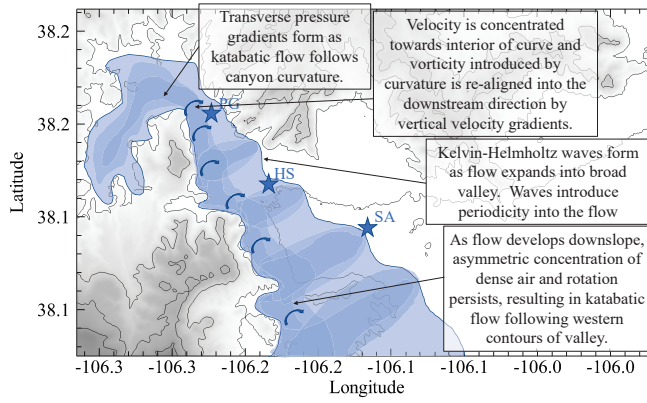 Transverse pressure
gradients form as
katabatic flow follows
canyon curvature.
Velocity is concentrated
towards interior of curve and
vorticity introduced by
curvature is re-aligned into the
downstream direction by
vertical velocity gradients.
Kelvin-Helmholtz waves form
as flow expands into broad
valley. Waves introduce
periodicity into the flow
As flow develops downslope,
asymmetric concentration of
dense air and rotation
persists, resulting in katabatic
flow following western
contours of valley.
PG
HS
SA
38.2
38.2
38.1
38.1
Latitude
-106.3
-106.3
-106.2
-106.2
-106.1
-106.1
-106.0
-106.0
Longitude